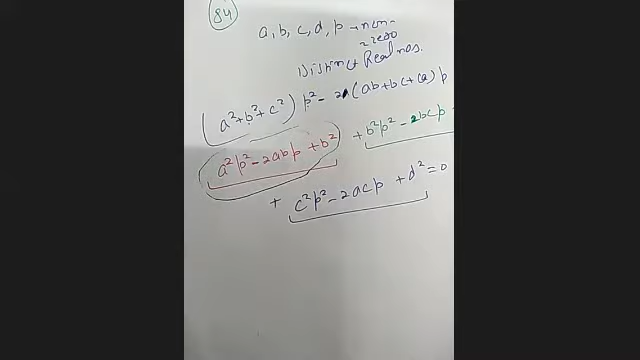 84
a, b, c, d, p → non-
zero
Distinct Real nos.
(a²+b²+c²) p² - 2(ab+bc+ca) p
a²p² - 2abp + b² + b²p² - 2bcp
+ c²p² - 2acp + d² = 0